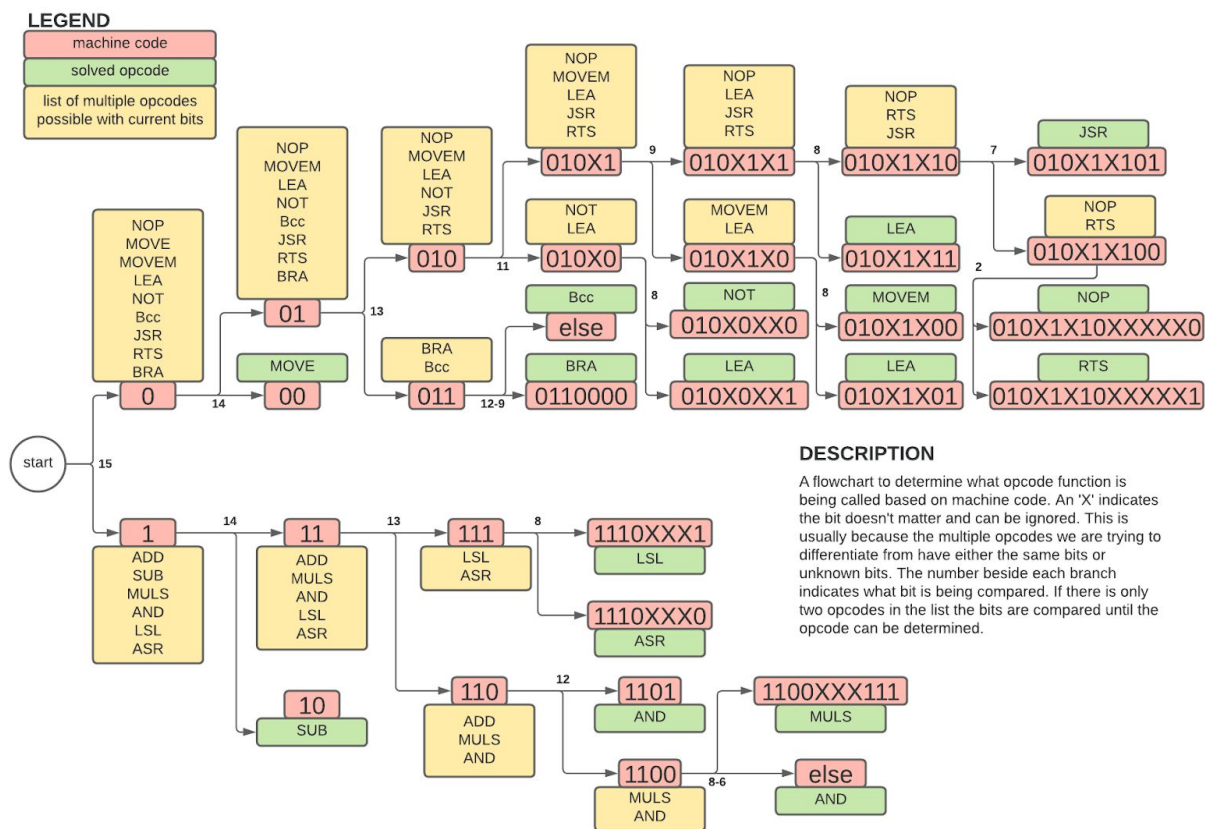 LEGEND
machine code
solved opcode
list of multiple opcodes
possible with current bits
NOP
MOVE
MOVEM
LEA
NOT
Bcc
JSR
RTS
BRA
0
14
NOP
MOVEM
LEA
NOT
Bcc
JSR
RTS
BRA
01
13
MOVE
00
NOP
MOVEM
LEA
NOT
JSR
RTS
010
11
BRA
Bcc
011
12-9
NOP
MOVEM
LEA
JSR
RTS
010X1
9
NOT
LEA
010X0
8
Bcc
else
BRA
0110000
NOP
LEA
JSR
RTS
010X1X1
8
MOVEM
LEA
010X1X0
8
NOT
010X0XX0
LEA
010X0XX1
NOP
RTS
JSR
010X1X10
7
LEA
010X1X11
MOVEM
010X1X00
LEA
010X1X01
JSR
010X1X101
NOP
RTS
010X1X100
2
NOP
010X1X10XXXXX0
RTS
010X1X10XXXXX1
start
15
1
ADD
SUB
MULS
AND
LSL
ASR
14
11
ADD
MULS
AND
LSL
ASR
10
SUB
13
111
LSL
ASR
8
1110XXX1
LSL
1110XXX0
ASR
110
ADD
MULS
AND
12
1101
AND
1100
MULS
AND
8-6
1100XXX111
MULS
else
AND
DESCRIPTION
A flowchart to determine what opcode function is
being called based on machine code. An 'X' indicates
the bit doesn't matter and can be ignored. This is
usually because the multiple opcodes we are trying to
differentiate from have either the same bits or
unknown bits. The number beside each branch
indicates what bit is being compared. If there is only
two opcodes in the list the bits are compared until the
opcode can be determined.